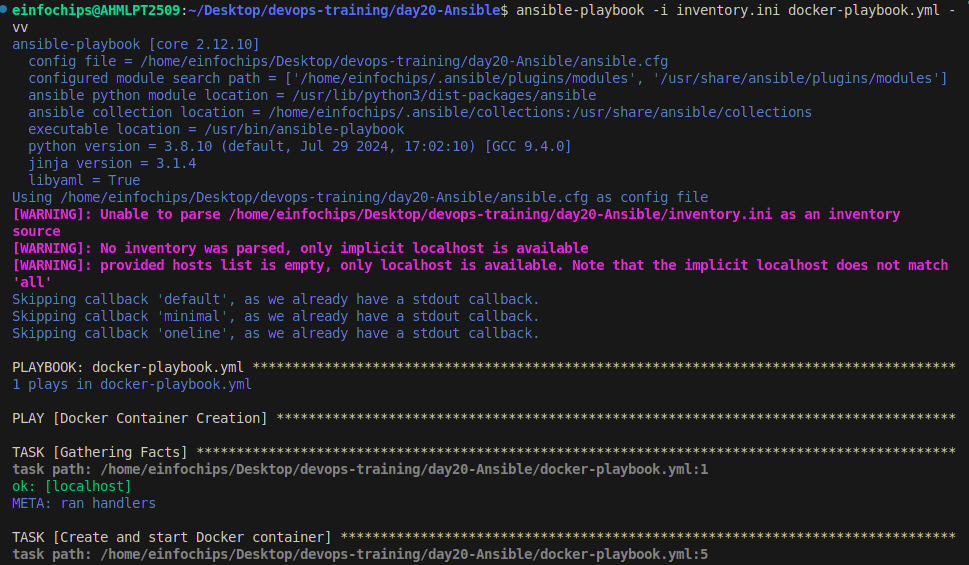 einfochips@AHMLPT2509:~/Desktop/devops-training/day20-Ansible$ ansible-playbook -i inventory.ini docker-playbook.yml -
vv
ansible-playbook [core 2.12.10]
  config file = /home/einfochips/Desktop/devops-training/day20-Ansible/ansible.cfg
  configured module search path = ['/home/einfochips/.ansible/plugins/modules', '/usr/share/ansible/plugins/modules']
  ansible python module location = /usr/lib/python3/dist-packages/ansible
  ansible collection location = /home/einfochips/.ansible/collections:/usr/share/ansible/collections
  executable location = /usr/bin/ansible-playbook
  python version = 3.8.10 (default, Jul 29 2024, 17:02:10) [GCC 9.4.0]
  jinja version = 3.1.4
  libyaml = True
Using /home/einfochips/Desktop/devops-training/day20-Ansible/ansible.cfg as config file
[WARNING]: Unable to parse /home/einfochips/Desktop/devops-training/day20-Ansible/inventory.ini as an inventory
source
[WARNING]: No inventory was parsed, only implicit localhost is available
[WARNING]: provided hosts list is empty, only localhost is available. Note that the implicit localhost does not match
'all'
Skipping callback 'default', as we already have a stdout callback.
Skipping callback 'minimal', as we already have a stdout callback.
Skipping callback 'oneline', as we already have a stdout callback.

PLAYBOOK: docker-playbook.yml ****************************************************************************************
1 plays in docker-playbook.yml

PLAY [Docker Container Creation] *************************************************************************************

TASK [Gathering Facts] ***********************************************************************************************
task path: /home/einfochips/Desktop/devops-training/day20-Ansible/docker-playbook.yml:1
ok: [localhost]
META: ran handlers

TASK [Create and start Docker container] *****************************************************************************
task path: /home/einfochips/Desktop/devops-training/day20-Ansible/docker-playbook.yml:5